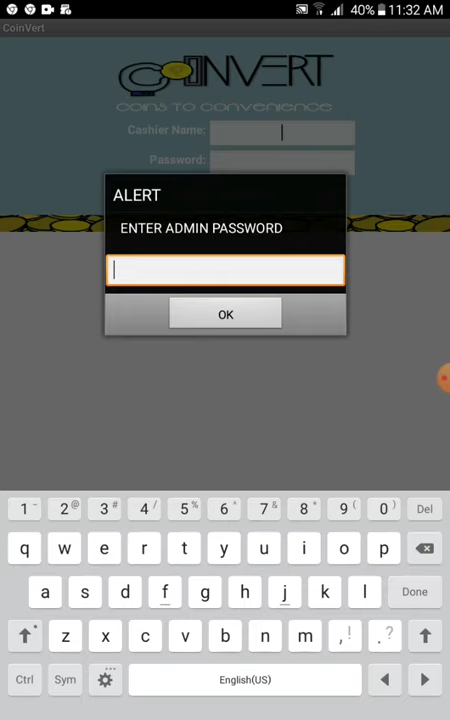 40% 11:32 AM
CoinVert
COINVERT
COINS TO CONVENIENCE
Cashier Name:
Password:
ALERT
ENTER ADMIN PASSWORD
OK
1 - 2 @ 3 # 4 / 5 % 6 ^ 7 & 8 * 9 ( 0 ) Del
q w e r t y u i o p
a s d f g h j k l Done
z x c v b n m , ! . ?
Ctrl Sym English(US)